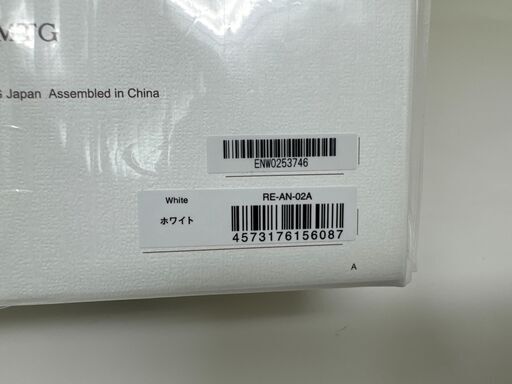 MTG
Japan Assembled in China
ENW0253746
White RE-AN-02A
ホワイト
4573176156087
A